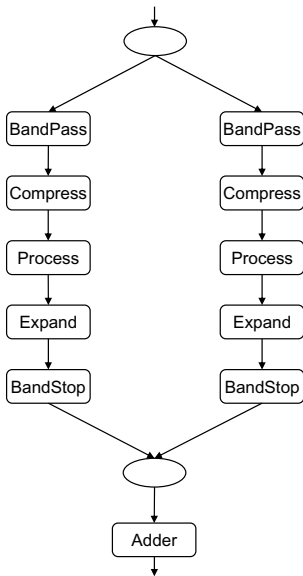 BandPass
BandPass
Compress
Compress
Process
Process
Expand
Expand
BandStop
BandStop
Adder